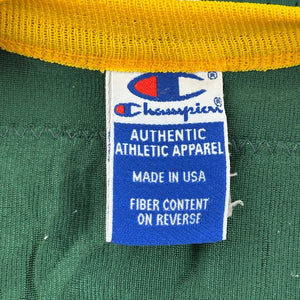 Champion®
AUTHENTIC
ATHLETIC APPAREL
MADE IN USA
FIBER CONTENT
ON REVERSE